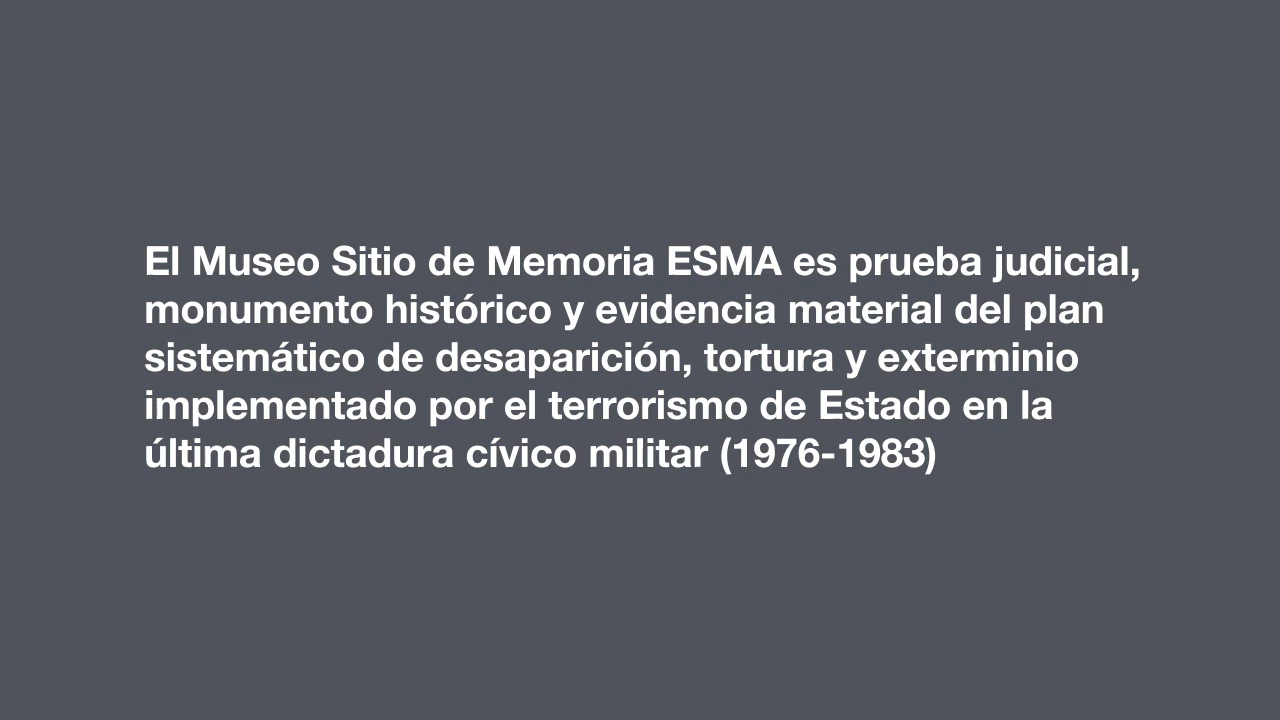 El Museo Sitio de Memoria ESMA es prueba judicial,
monumento histórico y evidencia material del plan
sistemático de desaparición, tortura y exterminio
implementado por el terrorismo de Estado en la
última dictadura cívico militar (1976-1983)